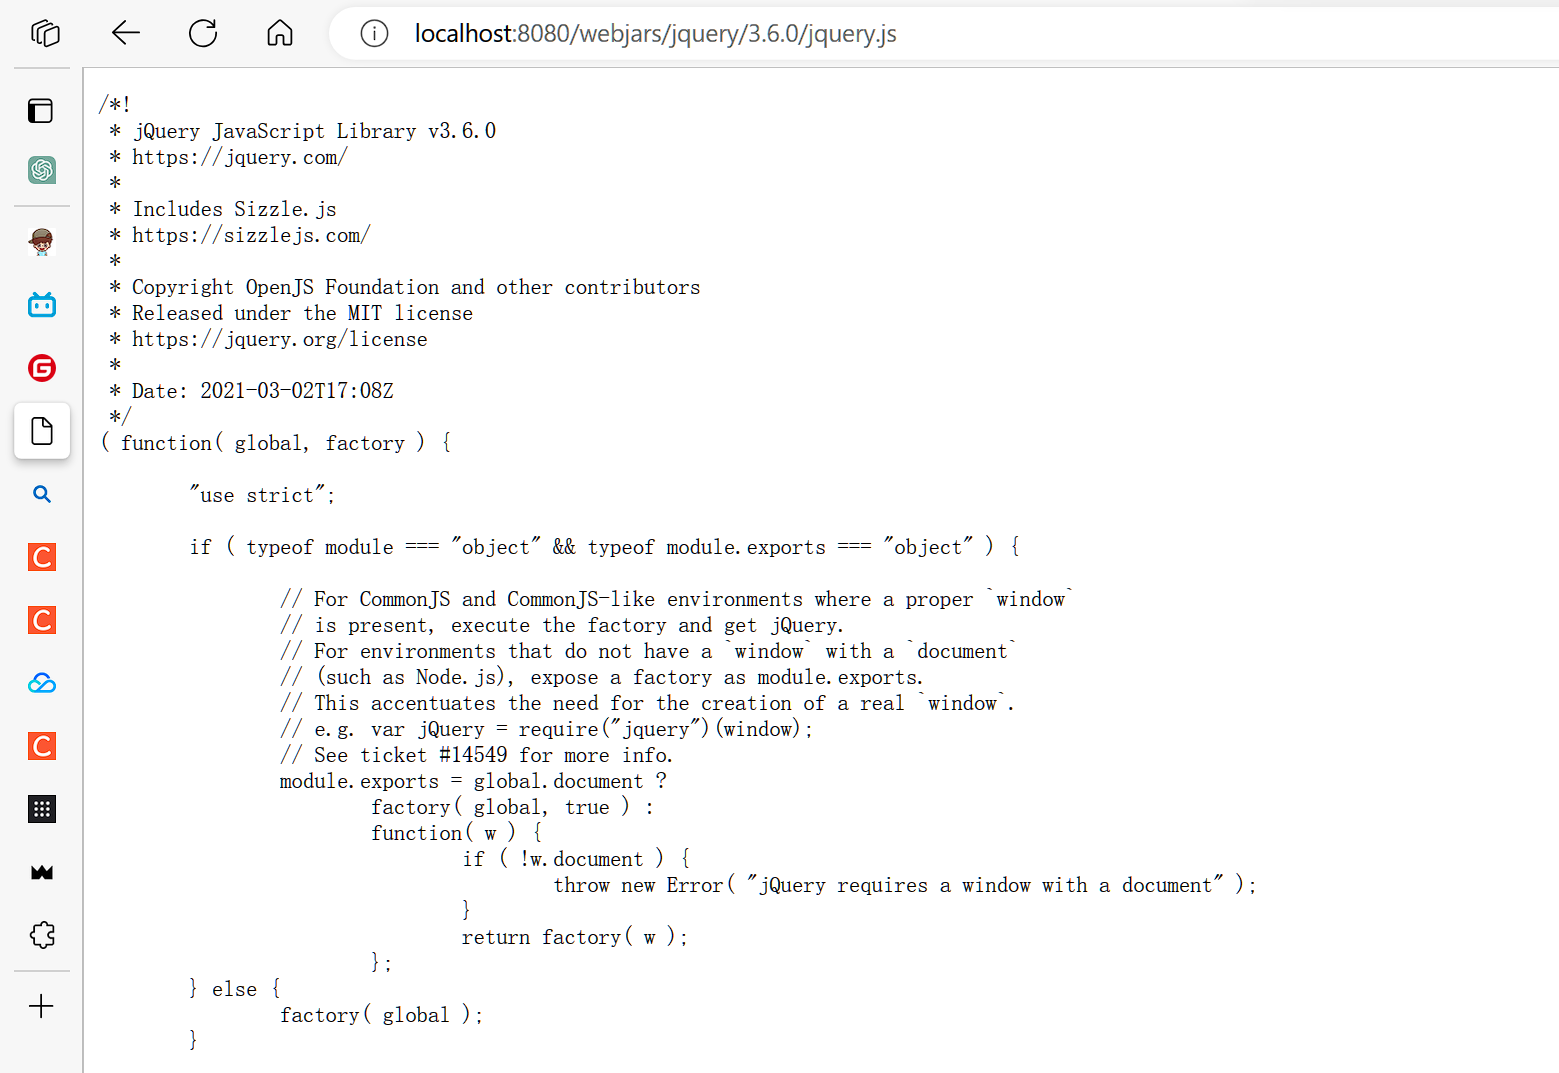 localhost:8080/webjars/jquery/3.6.0/jquery.js
/*!
* jQuery JavaScript Library v3.6.0
* https://jquery.com/
*
* Includes Sizzle.js
* https://sizzlejs.com/
*
* Copyright OpenJS Foundation and other contributors
* Released under the MIT license
* https://jquery.org/license
*
* Date: 2021-03-02T17:08Z
*/
( function( global, factory ) {
"use strict";
if ( typeof module === "object" && typeof module.exports === "object" ) {
// For CommonJS and CommonJS-like environments where a proper `window`
// is present, execute the factory and get jQuery.
// For environments that do not have a `window` with a `document`
// (such as Node.js), expose a factory as module.exports.
// This accentuates the need for the creation of a real `window`.
// e.g. var jQuery = require("jquery")(window);
// See ticket #14549 for more info.
module.exports = global.document ?
factory( global, true ) :
function( w ) {
if ( !w.document ) {
throw new Error( "jQuery requires a window with a document" );
}
return factory( w );
};
} else {
factory( global );
}